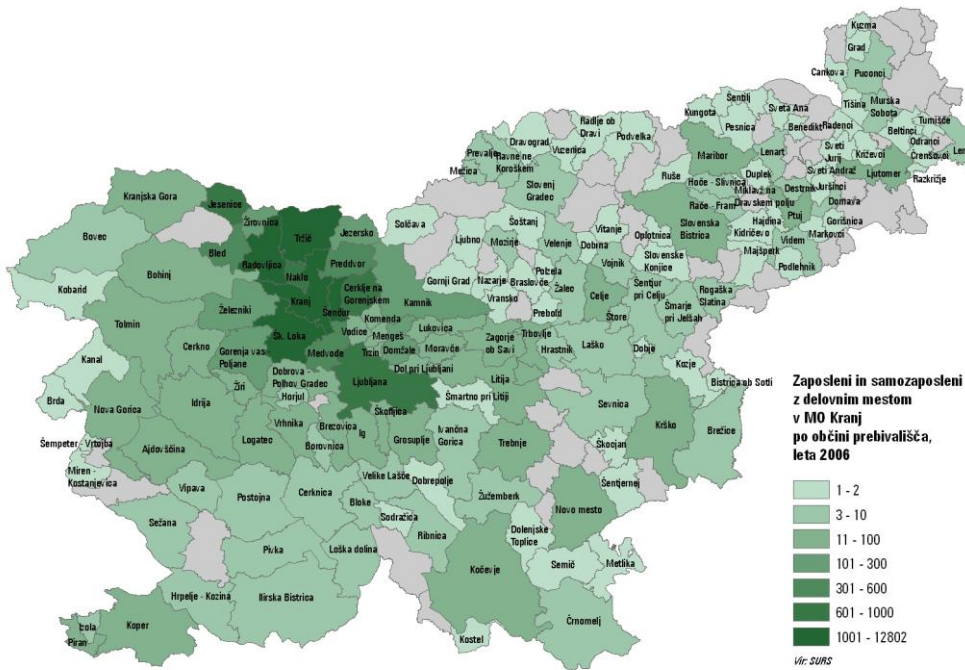 Kuzma
Grad
Cankova
Puconci
Tišina
Murska
Sobota
Turnišče
Beltinci
Odranci
Črenšovci
Razkrižje
Šentilj
Kungota
Sveta Ana
Pesnica
Benedikt
Radenci
Sveti
Jurij
Križevci
Ljutomer
Radlje ob
Dravi
Podvelka
Dravograd
Vuzenica
Prevalje
Ravne na
Koroškem
Mežica
Slovenj
Gradec
Maribor
Lenart
Ruše
Duplek
Hoče - Slivnica
Sveti Andraž
Miklavž na
Dravskem polju
Destrnik
Juršinci
Rače - Fram
Dornava
Ptuj
Gorišnica
Hajdina
Kidričevo
Videm
Markovci
Majšperk
Podlehnik
Slovenska
Bistrica
Oplotnica
Slovenske
Konjice
Vitanje
Kranjska Gora
Jesenice
Žirovnica
Tržič
Jezersko
Solčava
Ljubno
Šoštanj
Mozirje
Velenje
Dobrna
Vojnik
Bovec
Bled
Radovljica
Naklo
Preddvor
Bohinj
Kranj
Cerklje na
Gorenjskem
Šenčur
Kamnik
Gornji Grad
Nazarje
Polzela
Braslovče
Žalec
Vransko
Prebold
Celje
Šentjur
pri Celju
Štore
Šmarje
pri Jelšah
Rogaška
Slatina
Kobarid
Železniki
Komenda
Šk. Loka
Vodice
Mengeš
Lukovica
Tolmin
Cerkno
Gorenja vas
Poljane
Medvode
Trzin
Domžale
Moravče
Zagorje
ob Savi
Trbovlje
Hrastnik
Laško
Dobje
Kozje
Bistrica ob Sotli
Kanal
Brda
Žiri
Dobrova
Polhov Gradec
Horjul
Ljubljana
Dol pri Ljubljani
Litija
Šmartno pri Litiji
Sevnica
Nova Gorica
Idrija
Vrhnika
Škofljica
Brezovica
Ig
Logatec
Borovnica
Grosuplje
Ivančna
Gorica
Trebnje
Krško
Brežice
Škocjan
Šentjernej
Šempeter - Vrtojba
Miren -
Kostanjevica
Ajdovščina
Vipava
Postojna
Cerknica
Velike Lašče
Dobrepolje
Bloke
Sodražica
Žužemberk
Novo mesto
Sežana
Pivka
Loška dolina
Ribnica
Dolenjske
Toplice
Kočevje
Semič
Metlika
Hrpelje - Kozina
Ilirska Bistrica
Izola
Piran
Koper
Kostel
Črnomelj
Zaposleni in samozaposleni
z delovnim mestom
v MO Kranj
po občini prebivališča,
leta 2006
1 - 2
3 - 10
11 - 100
101 - 300
301 - 600
601 - 1000
1001 - 12802
Vir: SURS